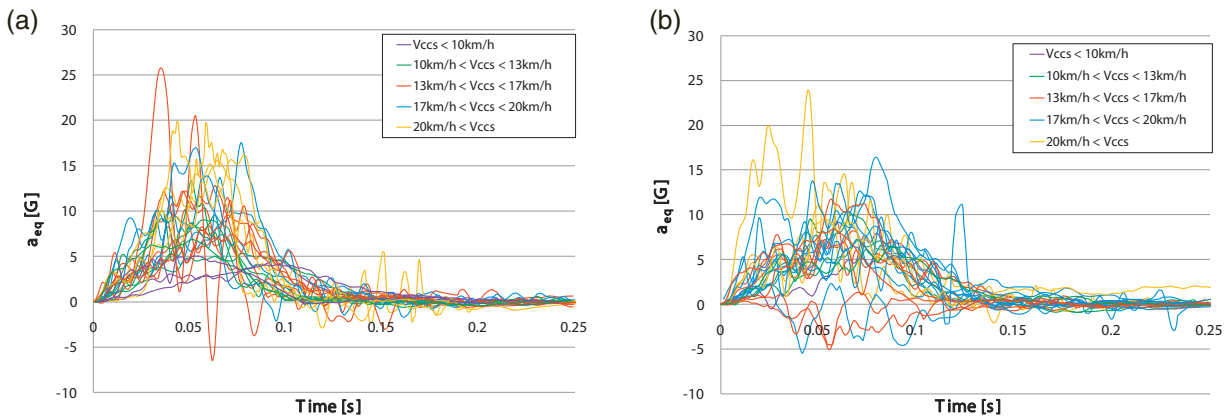 (a)
30
25
20
15
10
5
0
-5
-10
a_eq [G]
0
0.05
0.1
0.15
0.2
0.25
Time [s]
Vccs < 10km/h
10km/h < Vccs < 13km/h
13km/h < Vccs < 17km/h
17km/h < Vccs < 20km/h
20km/h < Vccs
(b)
30
25
20
15
10
5
0
-5
-10
a_eq [G]
0
0.05
0.1
0.15
0.2
0.25
Time [s]
Vccs < 10km/h
10km/h < Vccs < 13km/h
13km/h < Vccs < 17km/h
17km/h < Vccs < 20km/h
20km/h < Vccs